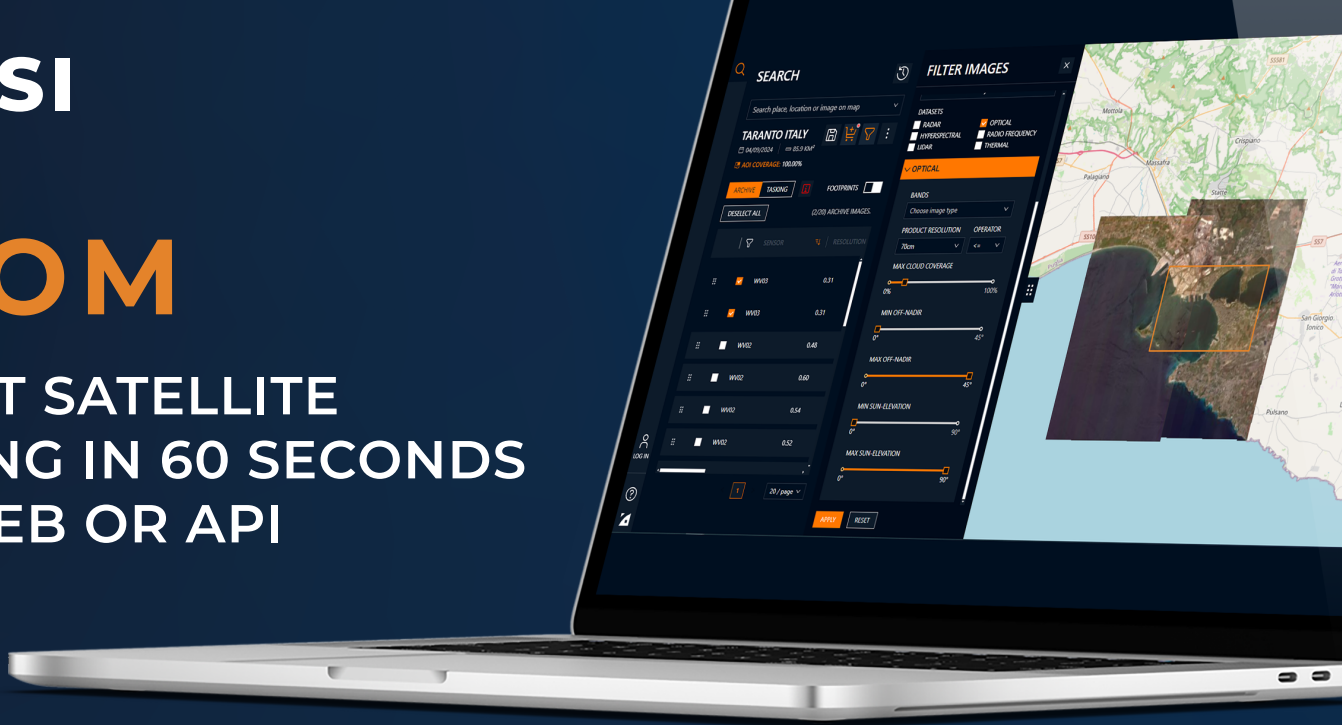 SI
OM
T SATELLITE
NG IN 60 SECONDS
EB OR API
SEARCH
Search place, location or image on map
TARANTO ITALY
04/09/2024 85.9 KM²
AOI COVERAGE: 100.00%
ARCHIVE TASKING FOOTPRINTS
DESELECT ALL (2/20) ARCHIVE IMAGES.
SENSOR RESOLUTION
WV03 0.31
WV03 0.31
WV02 0.48
WV02 0.60
WV02 0.54
WV02 0.52
LOG IN
1 20 / page
FILTER IMAGES
DATASETS
RADAR OPTICAL
HYPERSPECTRAL RADIO FREQUENCY
LIDAR THERMAL
OPTICAL
BANDS
Choose image type
PRODUCT RESOLUTION OPERATOR
70cm <=
MAX CLOUD COVERAGE
0% 100%
MIN OFF-NADIR
0° 45°
MAX OFF-NADIR
0° 45°
MIN SUN-ELEVATION
0° 90°
MAX SUN-ELEVATION
0° 90°
APPLY RESET
SS581
Mottola
Crispiano
Massafra
Palagiano
Statte
SS7
San Giorgio
Ionico
Pulsano